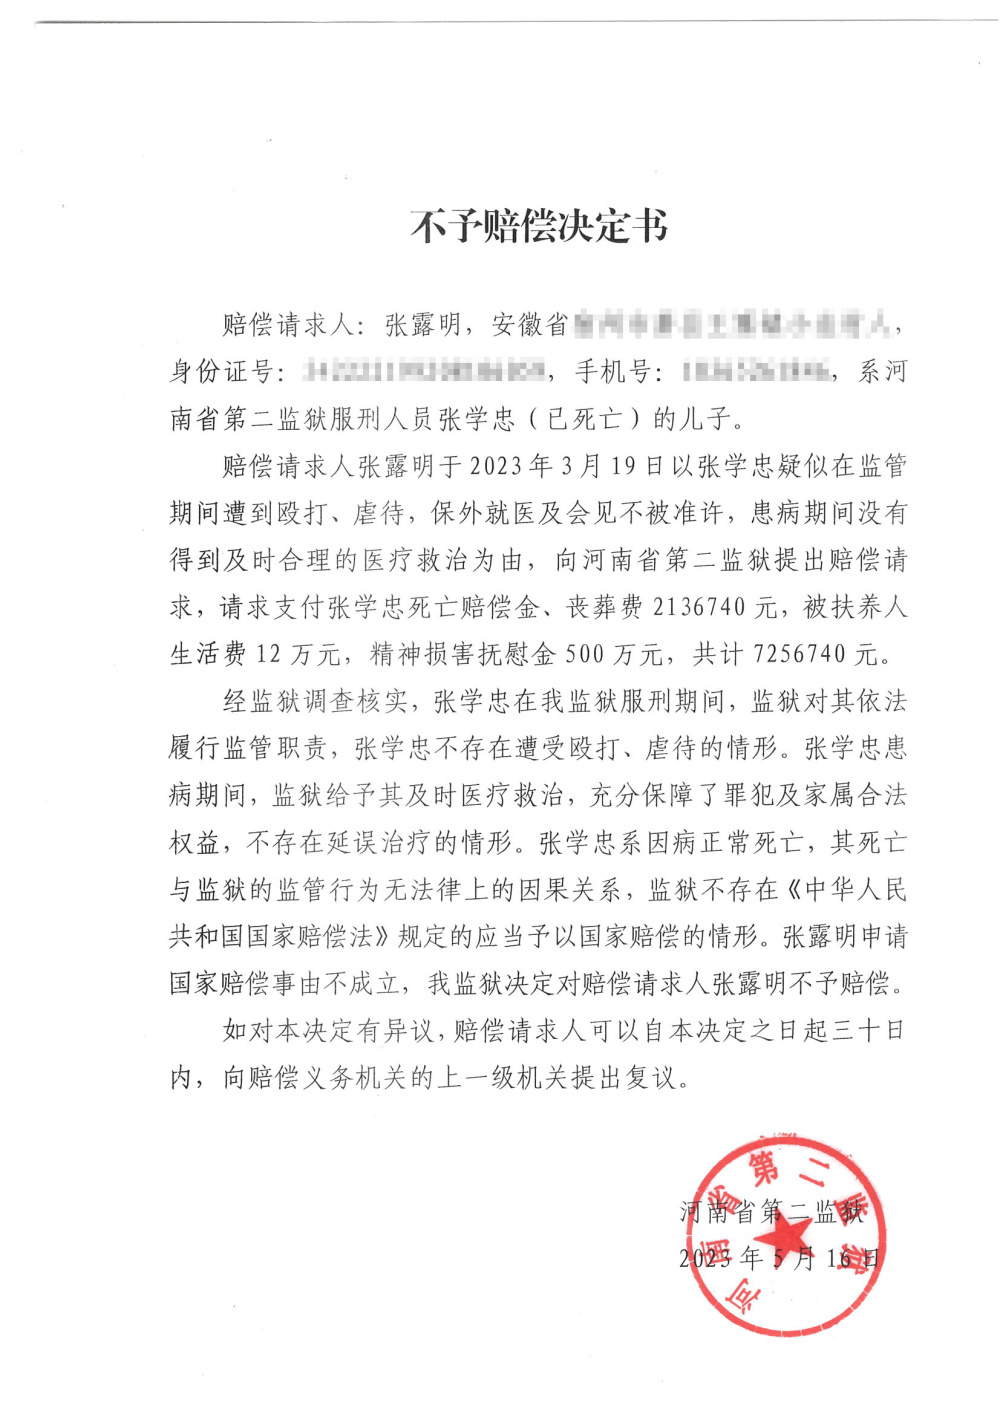 不予赔偿决定书
赔偿请求人：张露明，安徽省
，
身份证号：
，手机号：
，系河
南省第二监狱服刑人员张学忠（已死亡）的儿子。
赔偿请求人张露明于2023年3月19日以张学忠疑似在监管
期间遭到殴打、虐待，保外就医及会见不被准许，患病期间没有
得到及时合理的医疗救治为由，向河南省第二监狱提出赔偿请
求，请求支付张学忠死亡赔偿金、丧葬费2136740元，被扶养人
生活费12万元，精神损害抚慰金500万元，共计7256740元。
经监狱调查核实，张学忠在我监狱服刑期间，监狱对其依法
履行监管职责，张学忠不存在遭受殴打、虐待的情形。张学忠患
病期间，监狱给予其及时医疗救治，充分保障了罪犯及家属合法
权益，不存在延误治疗的情形。张学忠系因病正常死亡，其死亡
与监狱的监管行为无法律上的因果关系，监狱不存在《中华人民
共和国国家赔偿法》规定的应当予以国家赔偿的情形。张露明申请
国家赔偿事由不成立，我监狱决定对赔偿请求人张露明不予赔偿。
如对本决定有异议，赔偿请求人可以自本决定之日起三十日
内，向赔偿义务机关的上一级机关提出复议。
河南省第二监狱
2023年5月16日
河南省第二监狱